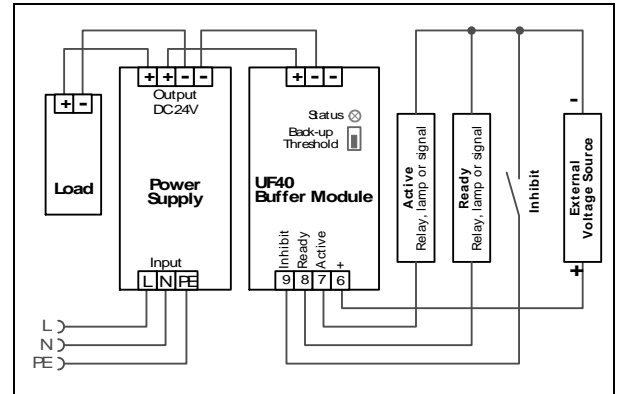 + -
Load
+ + - -
Output
DC24V
Power
Supply
Input
L N PE
L
N
PE
+ - -
Status
Back-up
Threshold
UF40
Buffer Module
Inhibit
Ready
Active
+
9 8 7 6
Active
Relay, lamp or signal
Ready
Relay, lamp or signal
Inhibit
-
External
Voltage Source
+